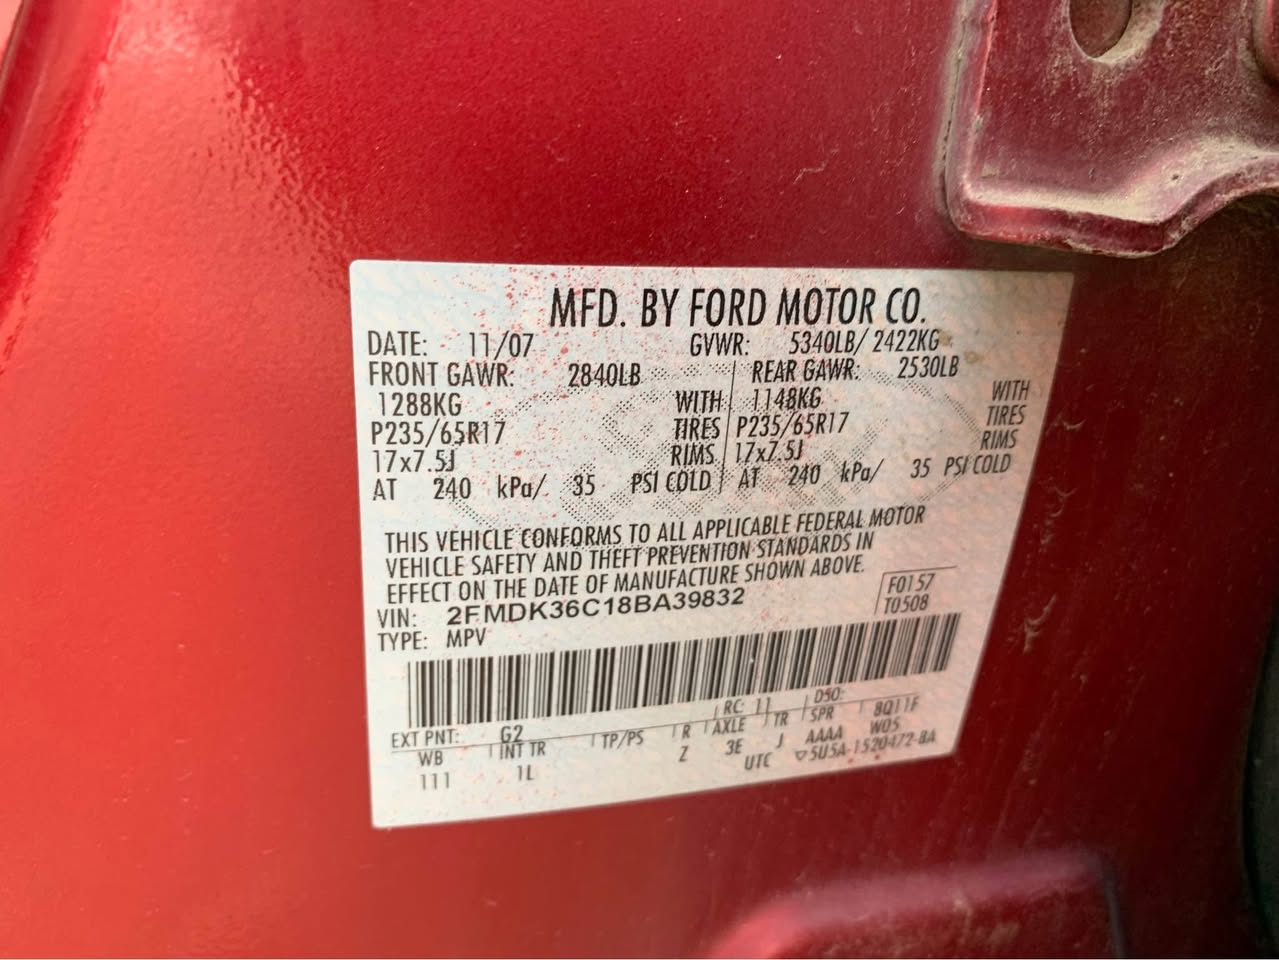 MFD. BY FORD MOTOR CO.
DATE: 11/07 GVWR: 5340LB/ 2422KG
FRONT GAWR: 2840LB REAR GAWR: 2530LB
1288KG WITH 1148KG WITH
P235/65R17 TIRES P235/65R17 TIRES
17x7.5J RIMS 17x7.5J RIMS
AT 240 kPa/ 35 PSI COLD AT 240 kPa/ 35 PSI COLD
THIS VEHICLE CONFORMS TO ALL APPLICABLE FEDERAL MOTOR
VEHICLE SAFETY AND THEFT PREVENTION STANDARDS IN
EFFECT ON THE DATE OF MANUFACTURE SHOWN ABOVE.
F0157
VIN: 2FMDK36C18BA39832 T0508
TYPE: MPV
EXT PNT: G2 RC: 11 DSO:
WB INT TR TP/PS R AXLE TR SPR 8Q11F
111 1L Z 3E J AAAA W05
UTC ▽5U5A-1520472-BA